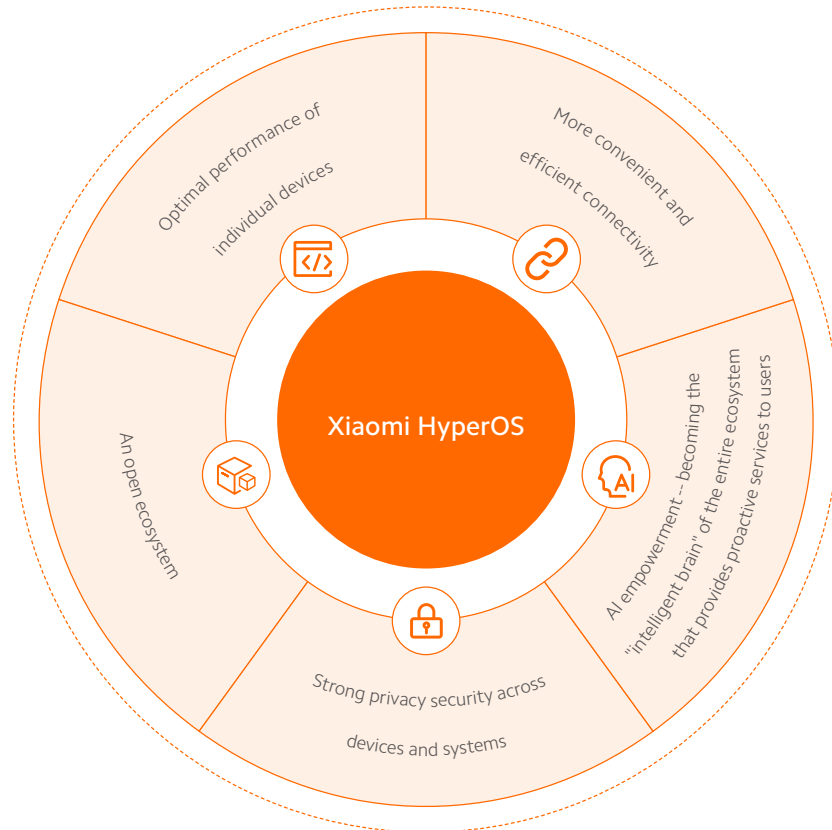 Optimal performance of
individual devices
More convenient and
efficient connectivity
</>
Xiaomi HyperOS
An open ecosystem
AI
AI empowerment -- becoming the
"intelligent brain" of the entire ecosystem
that provides proactive services to users
Strong privacy security across
devices and systems